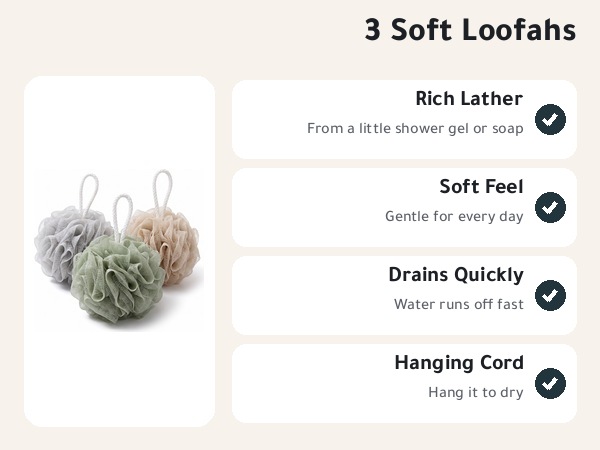 3 Soft Loofahs
Rich Lather
From a little shower gel or soap
Soft Feel
Gentle for every day
Drains Quickly
Water runs off fast
Hanging Cord
Hang it to dry